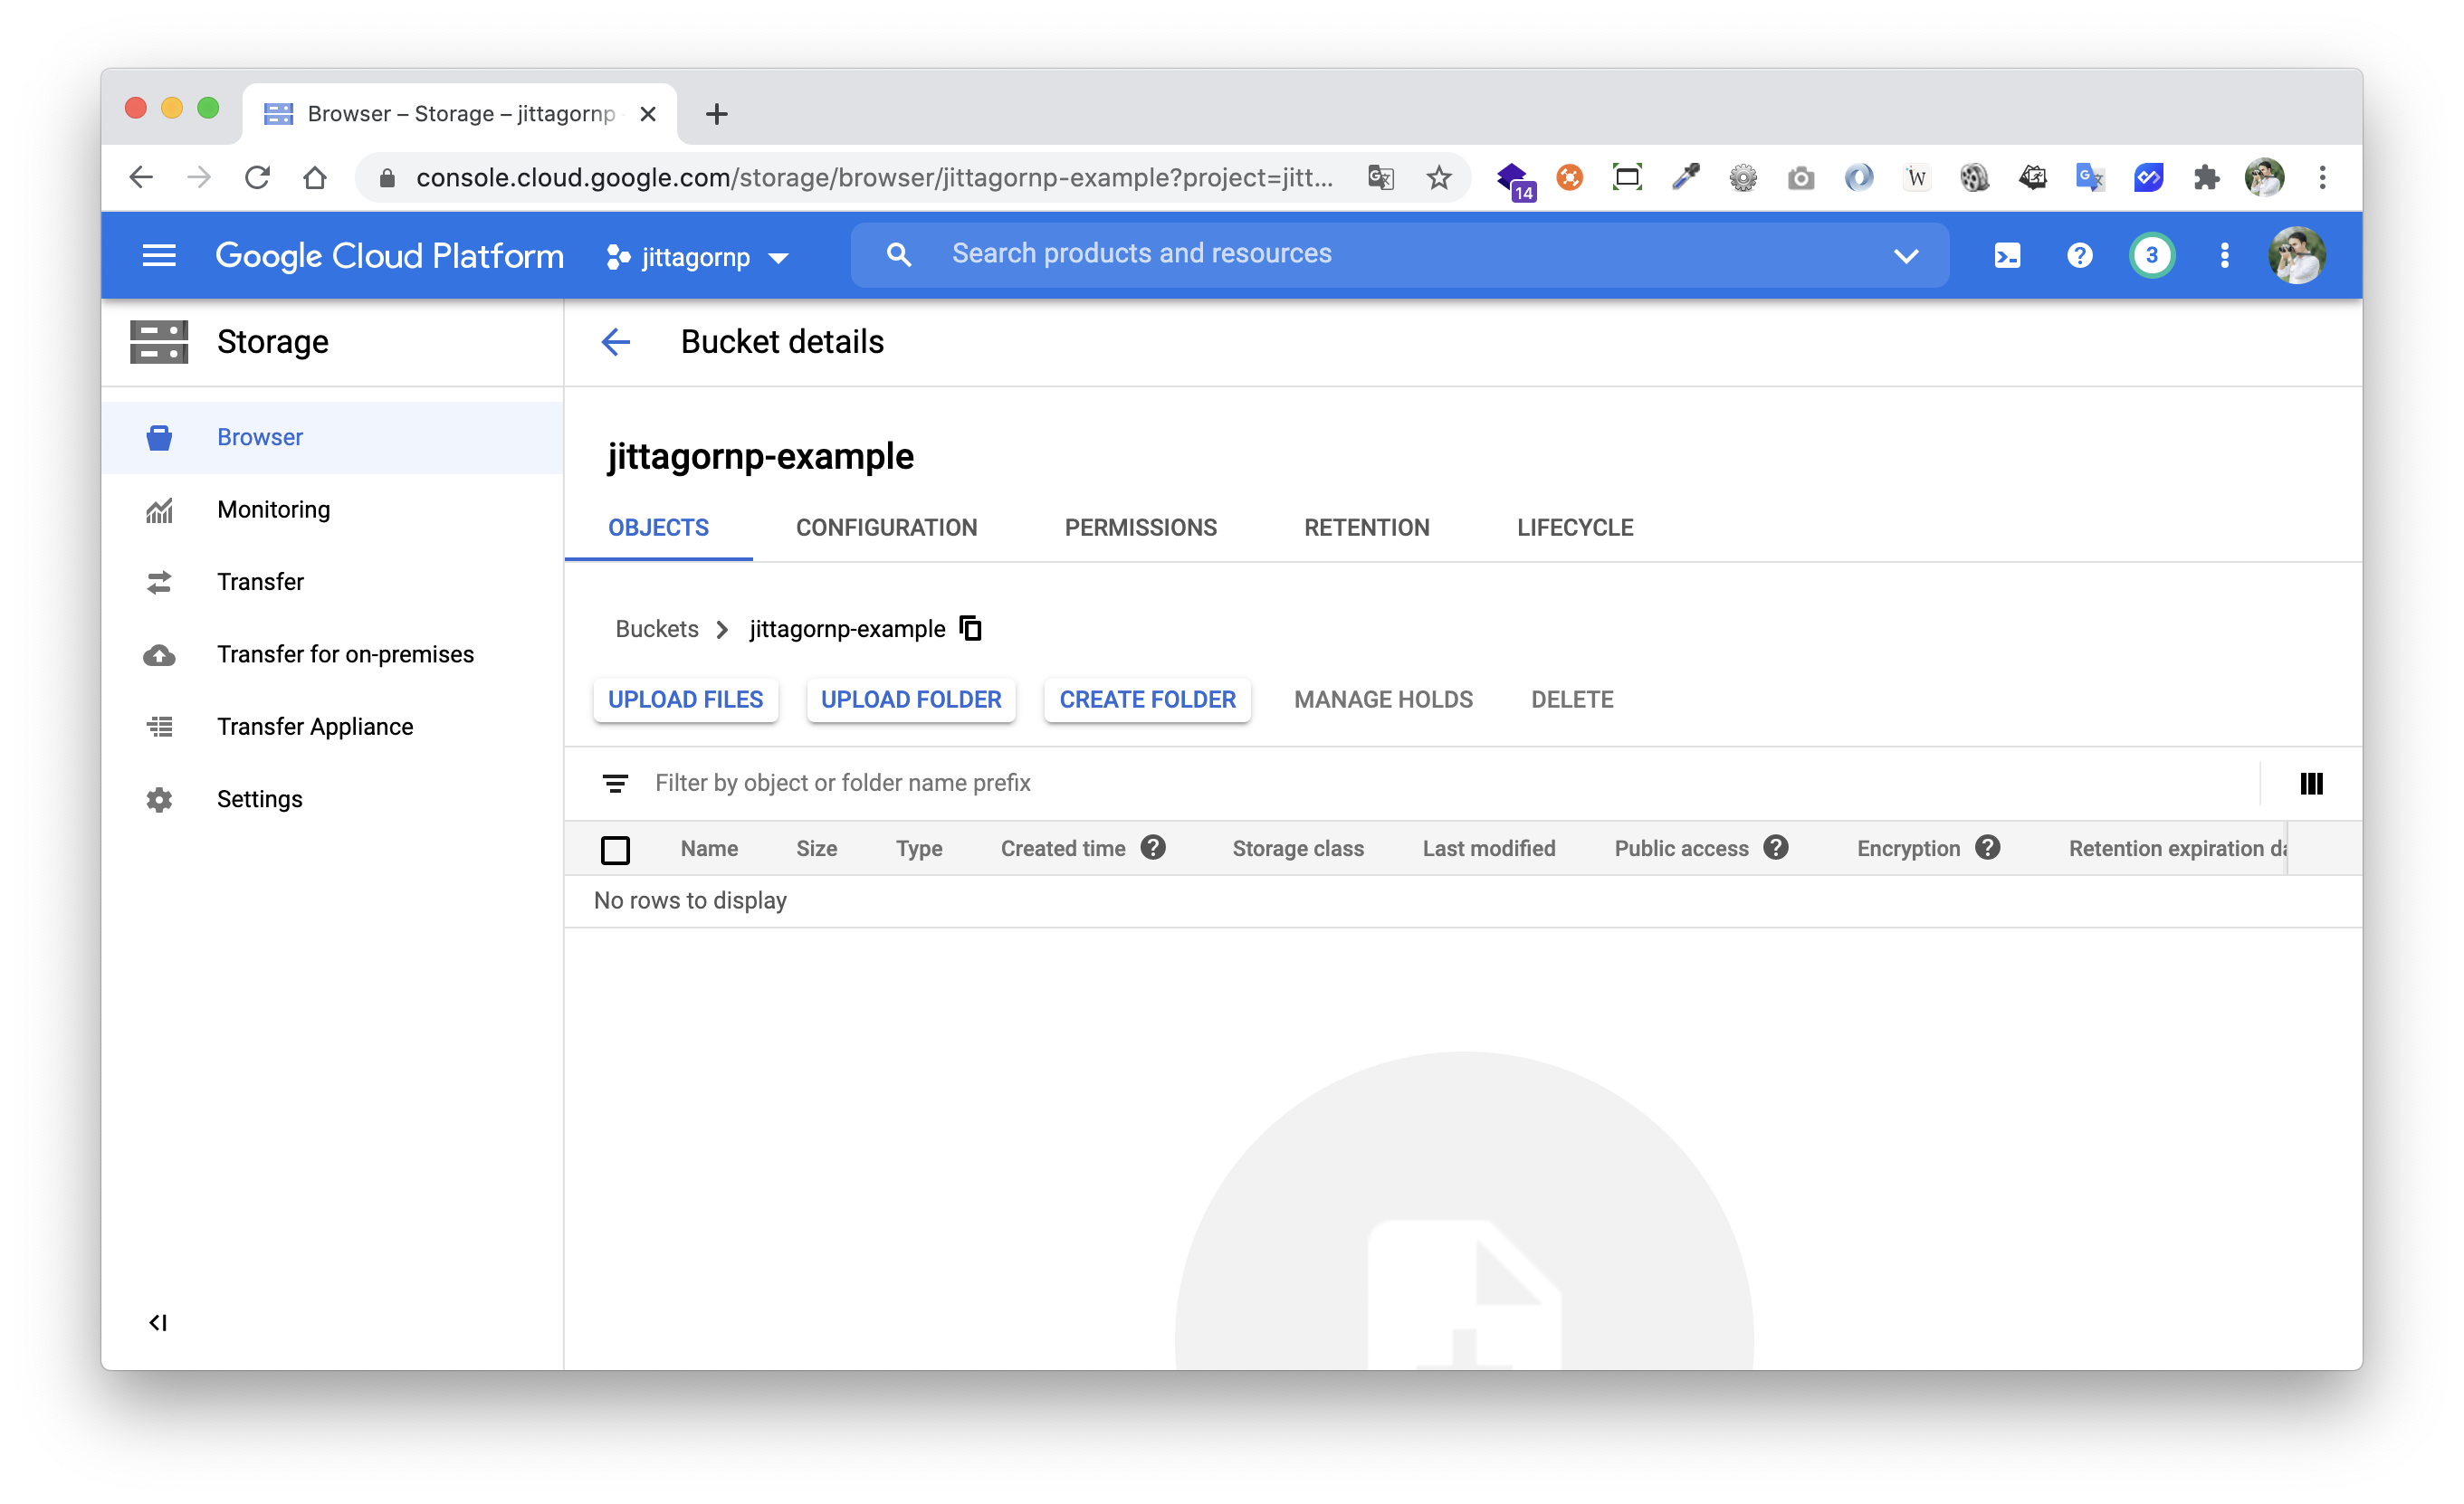 Browser – Storage – jittagornp
console.cloud.google.com/storage/browser/jittagornp-example?project=jitt...
14
W
Google Cloud Platform
jittagornp
Search products and resources
3
Storage
Bucket details
Browser
Monitoring
Transfer
Transfer for on-premises
Transfer Appliance
Settings
jittagornp-example
OBJECTS CONFIGURATION PERMISSIONS RETENTION LIFECYCLE
Buckets jittagornp-example
UPLOAD FILES UPLOAD FOLDER CREATE FOLDER MANAGE HOLDS DELETE
Filter by object or folder name prefix
Name Size Type Created time Storage class Last modified Public access Encryption Retention expiration
No rows to display